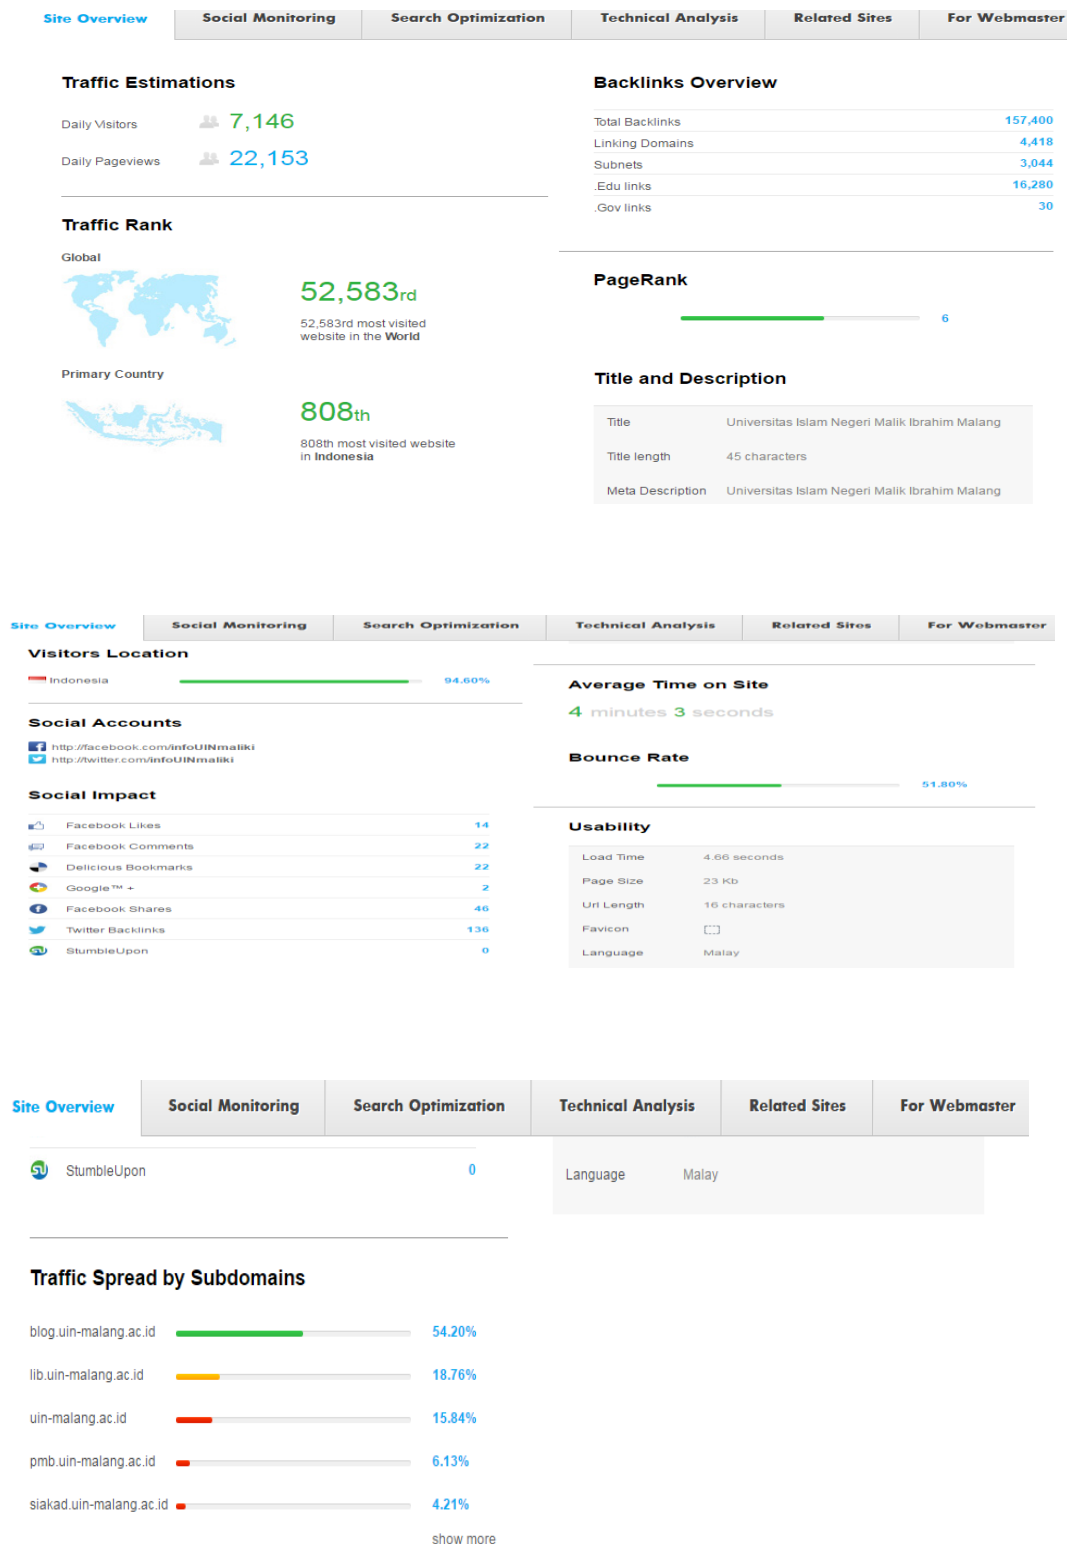 Site Overview
Social Monitoring
Search Optimization
Technical Analysis
Related Sites
For Webmaster
Traffic Estimations
Daily Visitors 7,146
Daily Pageviews 22,153
Traffic Rank
Global
52,583rd
52,583rd most visited
website in the World
Primary Country
808th
808th most visited website
in Indonesia
Backlinks Overview
Total Backlinks 157,400
Linking Domains 4,418
Subnets 3,044
.Edu links 16,280
.Gov links 30
PageRank
6
Title and Description
Title Universitas Islam Negeri Malik Ibrahim Malang
Title length 45 characters
Meta Description Universitas Islam Negeri Malik Ibrahim Malang
Site Overview
Social Monitoring
Search Optimization
Technical Analysis
Related Sites
For Webmaster
Visitors Location
Indonesia 94.60%
Social Accounts
http://facebook.com/infoUINmaliki
http://twitter.com/infoUINmaliki
Social Impact
Facebook Likes 14
Facebook Comments 22
Delicious Bookmarks 22
Google™ + 2
Facebook Shares 46
Twitter Backlinks 136
StumbleUpon 0
Average Time on Site
4 minutes 3 seconds
Bounce Rate
51.80%
Usability
Load Time 4.66 seconds
Page Size 23 Kb
Url Length 16 characters
Favicon
Language Malay
Site Overview
Social Monitoring
Search Optimization
Technical Analysis
Related Sites
For Webmaster
StumbleUpon 0
Language Malay
Traffic Spread by Subdomains
blog.uin-malang.ac.id 54.20%
lib.uin-malang.ac.id 18.76%
uin-malang.ac.id 15.84%
pmb.uin-malang.ac.id 6.13%
siakad.uin-malang.ac.id 4.21%
show more